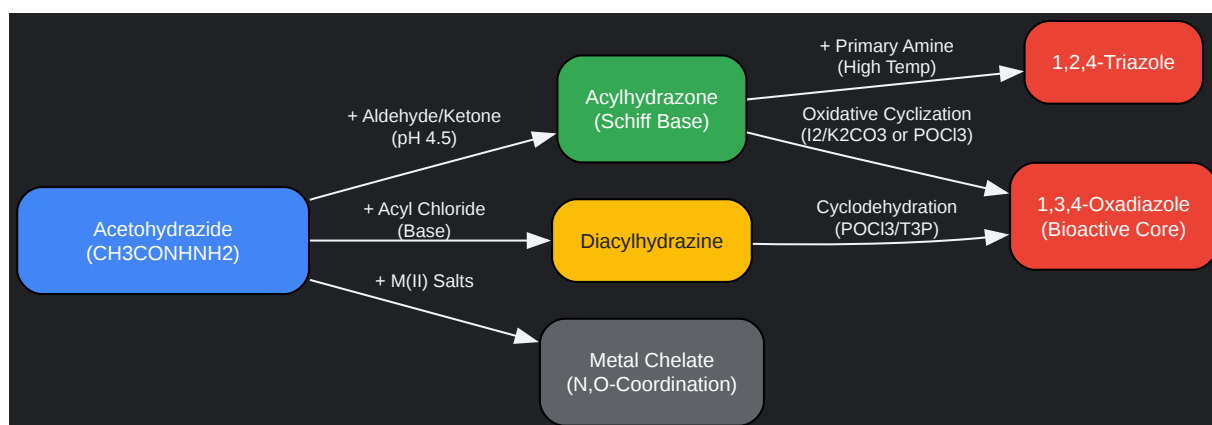 + Primary Amine
(High Temp)
1,2,4-Triazole
Acylhydrazone
(Schiff Base)
+ Aldehyde/Ketone
(pH 4.5)
Oxidative Cyclization
(I2/K2CO3 or POCl3)
Acetohydrazide
(CH3CONHNH2)
+ Acyl Chloride
(Base)
Diacylhydrazine
Cyclodehydration
(POCl3/T3P)
1,3,4-Oxadiazole
(Bioactive Core)
+ M(II) Salts
Metal Chelate
(N,O-Coordination)